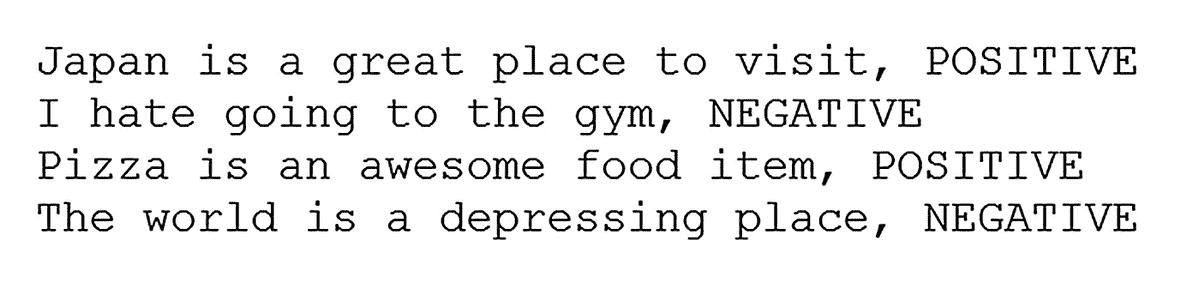 Japan is a great place to visit, POSITIVE
I hate going to the gym, NEGATIVE
Pizza is an awesome food item, POSITIVE
The world is a depressing place, NEGATIVE